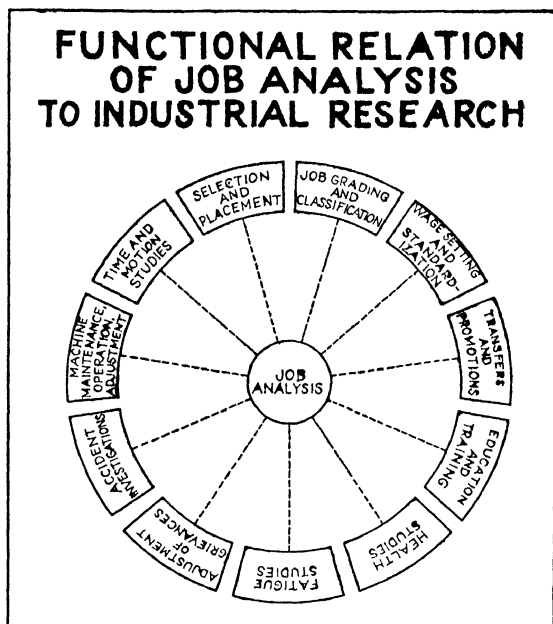 FUNCTIONAL RELATION
OF JOB ANALYSIS
TO INDUSTRIAL RESEARCH
SELECTION
AND
PLACEMENT
JOB GRADING
AND
CLASSIFICATION
WAGE SETTING
AND
STANDARD-
IZATION
TRANSFERS
AND
PROMOTIONS
EDUCATION
AND
TRAINING
HEALTH
STUDIES
FATIGUE
STUDIES
ADJUSTMENT
OF
GRIEVANCES
ACCIDENT
INVESTIGATIONS
MACHINE
MAINTENANCE,
OPERATION,
ADJUSTMENT
TIME AND
MOTION
STUDIES
JOB
ANALYSIS